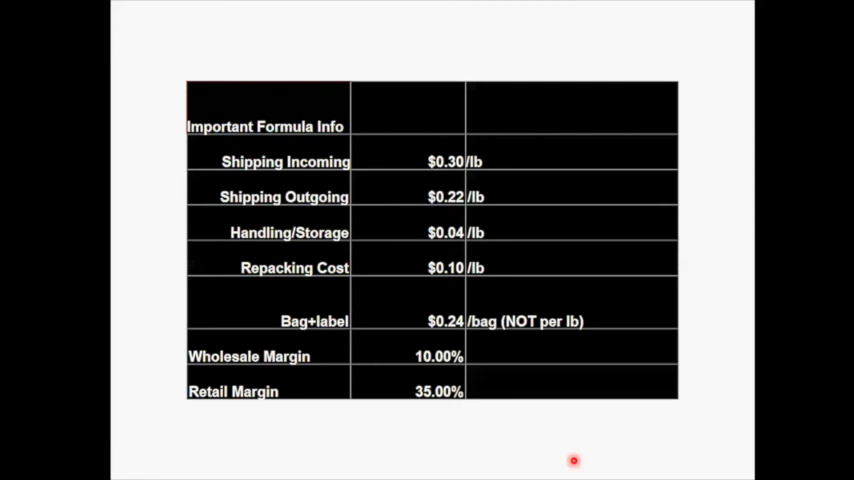 Important Formula Info
Shipping Incoming $0.30 /lb
Shipping Outgoing $0.22 /lb
Handling/Storage $0.04 /lb
Repacking Cost $0.10 /lb
Bag+label $0.24 /bag (NOT per lb)
Wholesale Margin 10.00%
Retail Margin 35.00%